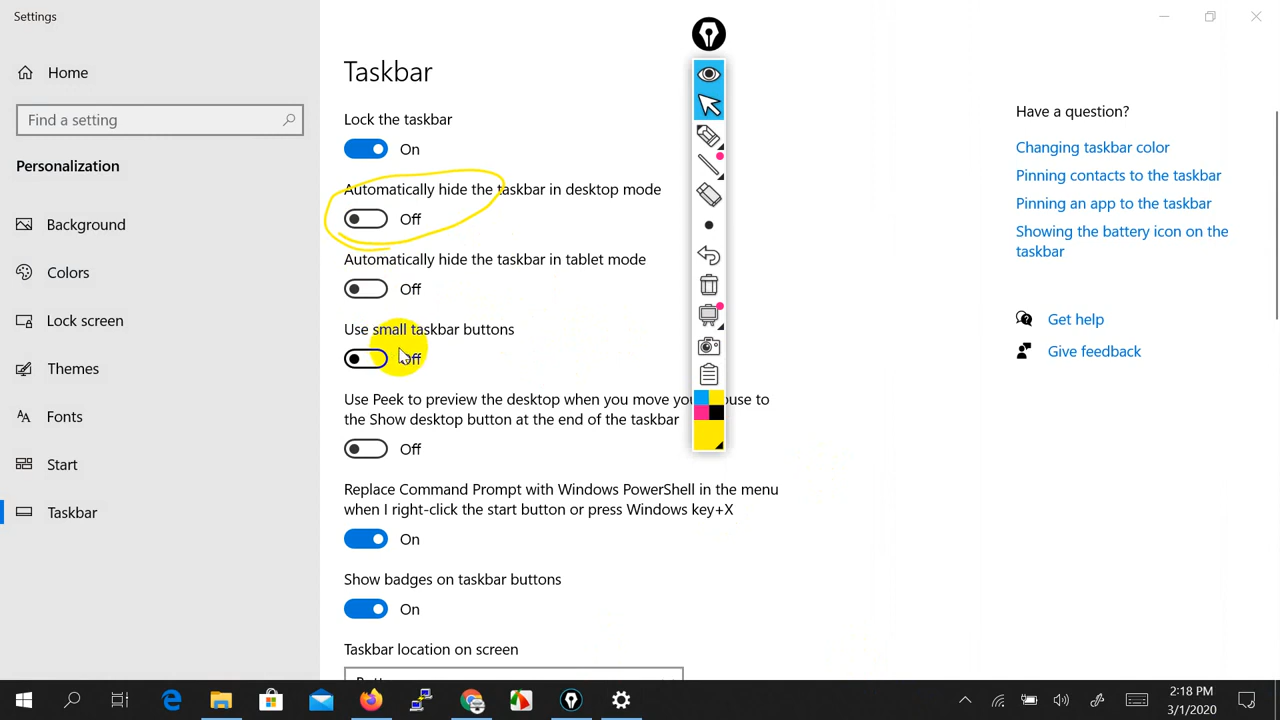 Settings
Home
Find a setting
Personalization
Background
Colors
Lock screen
Themes
Fonts
Start
Taskbar
Taskbar
Lock the taskbar
On
Automatically hide the taskbar in desktop mode
Off
Automatically hide the taskbar in tablet mode
Off
Use small taskbar buttons
Off
Use Peek to preview the desktop when you move to
the Show desktop button at the end of the taskbar
Off
Replace Command Prompt with Windows PowerShell in the menu
when I right-click the start button or press Windows key+X
On
Show badges on taskbar buttons
On
Taskbar location on screen
Have a question?
Changing taskbar color
Pinning contacts to the taskbar
Pinning an app to the taskbar
Showing the battery icon on the
taskbar
Get help
Give feedback
2:18 PM
3/1/2020